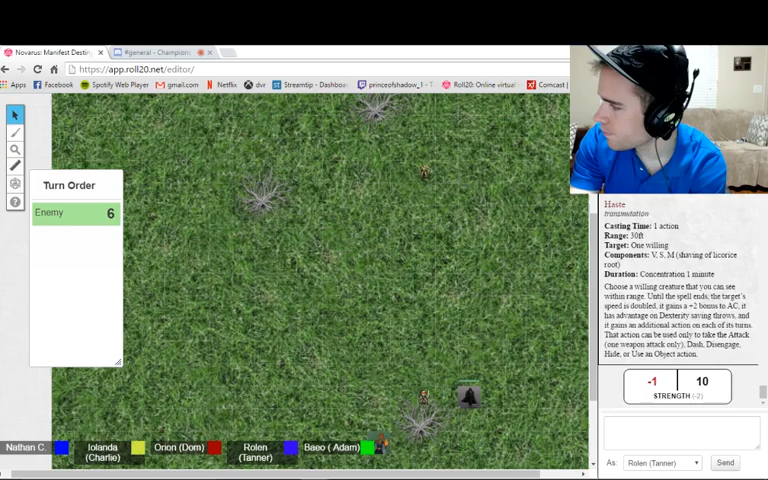 Novarus: Manifest Destin
#general - Champion
https://app.roll20.net/editor/
Apps
Facebook
Spotify Web Player
gmail.com
Netflix
dvr
Streamtip - Dashboa
princeofshadow_1 - T
Roll20: Online virtual
Comcast |
Turn Order
Enemy 6
Haste
transmutation
Casting Time: 1 action
Range: 30ft
Target: One willing
Components: V, S, M (shaving of licorice
root)
Duration: Concentration 1 minute
Choose a willing creature that you can see
within range. Until the spell ends, the target's
speed is doubled, it gains a +2 bonus to AC, it
has advantage on Dexterity saving throws, and
it gains an additional action on each of its turns.
That action can be used only to take the Attack
(one weapon attack only), Dash, Disengage,
Hide, or Use an Object action.
-1 10
STRENGTH (-2)
Nathan C.
Iolanda
(Charlie)
Orion (Dom)
Rolen
(Tanner)
Baeo ( Adam)
As: Rolen (Tanner)
Send